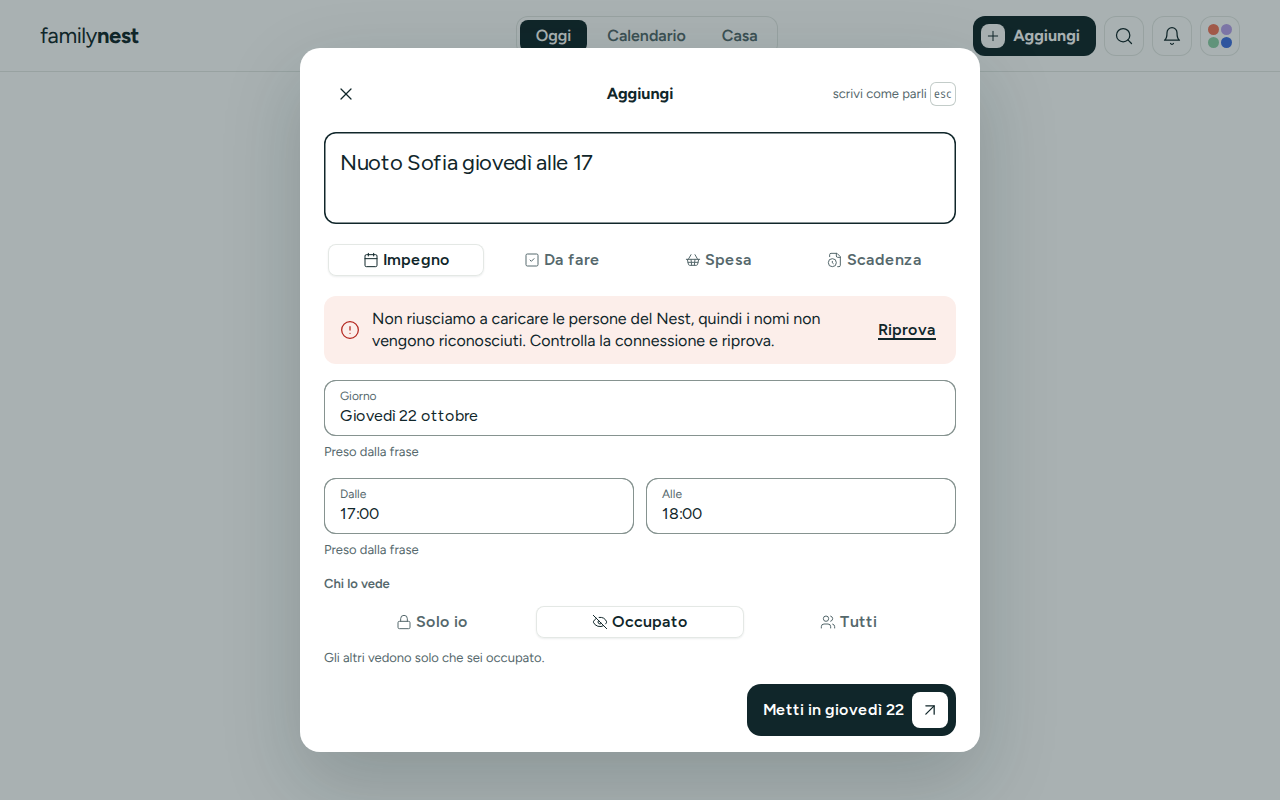 familynest
Oggi Calendario Casa
Aggiungi
Aggiungi
scrivi come parli esc
Nuoto Sofia giovedì alle 17
Impegno Da fare Spesa Scadenza
Non riusciamo a caricare le persone del Nest, quindi i nomi non
vengono riconosciuti. Controlla la connessione e riprova.
Riprova
Giorno
Giovedì 22 ottobre
Preso dalla frase
Dalle
17:00
Alle
18:00
Preso dalla frase
Chi lo vede
Solo io Occupato Tutti
Gli altri vedono solo che sei occupato.
Metti in giovedì 22